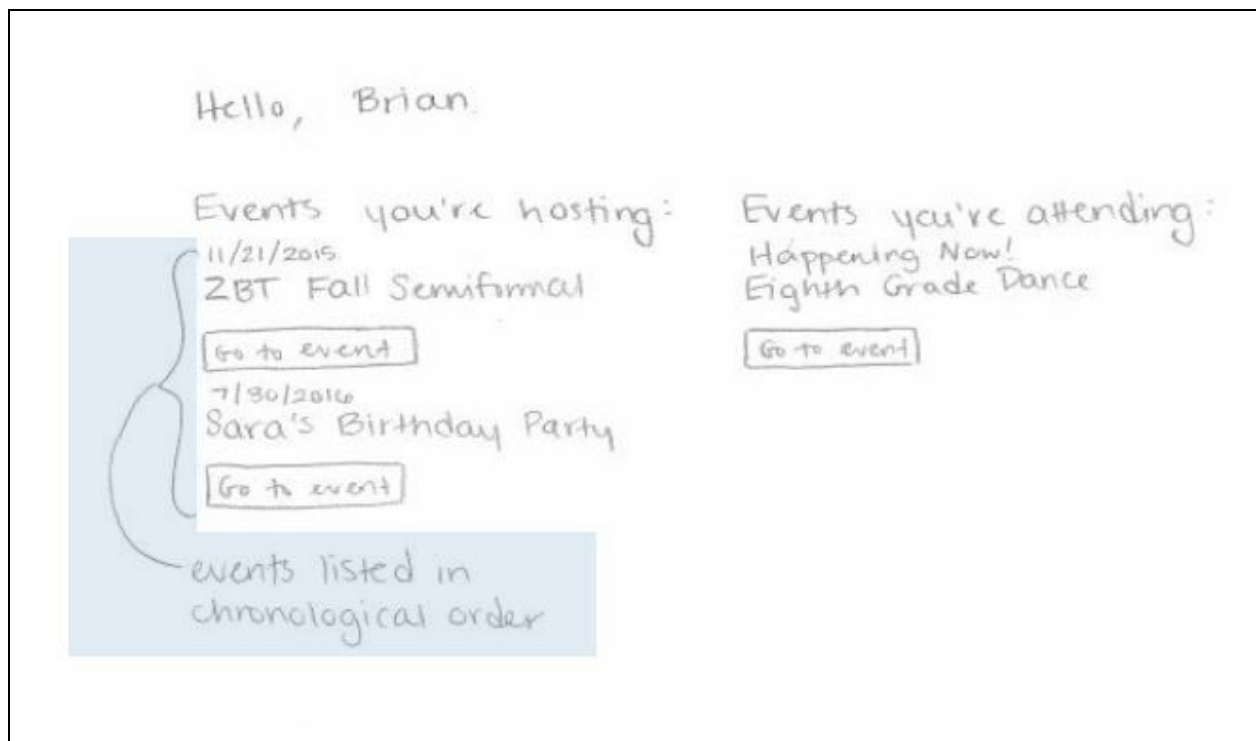 Hello, Brian.
Events you're hosting:
11/21/2015
ZBT Fall Semiformal
Go to event
7/30/2016
Sara's Birthday Party
Go to event
events listed in
chronological order
Events you're attending:
Happening Now!
Eighth Grade Dance
Go to event